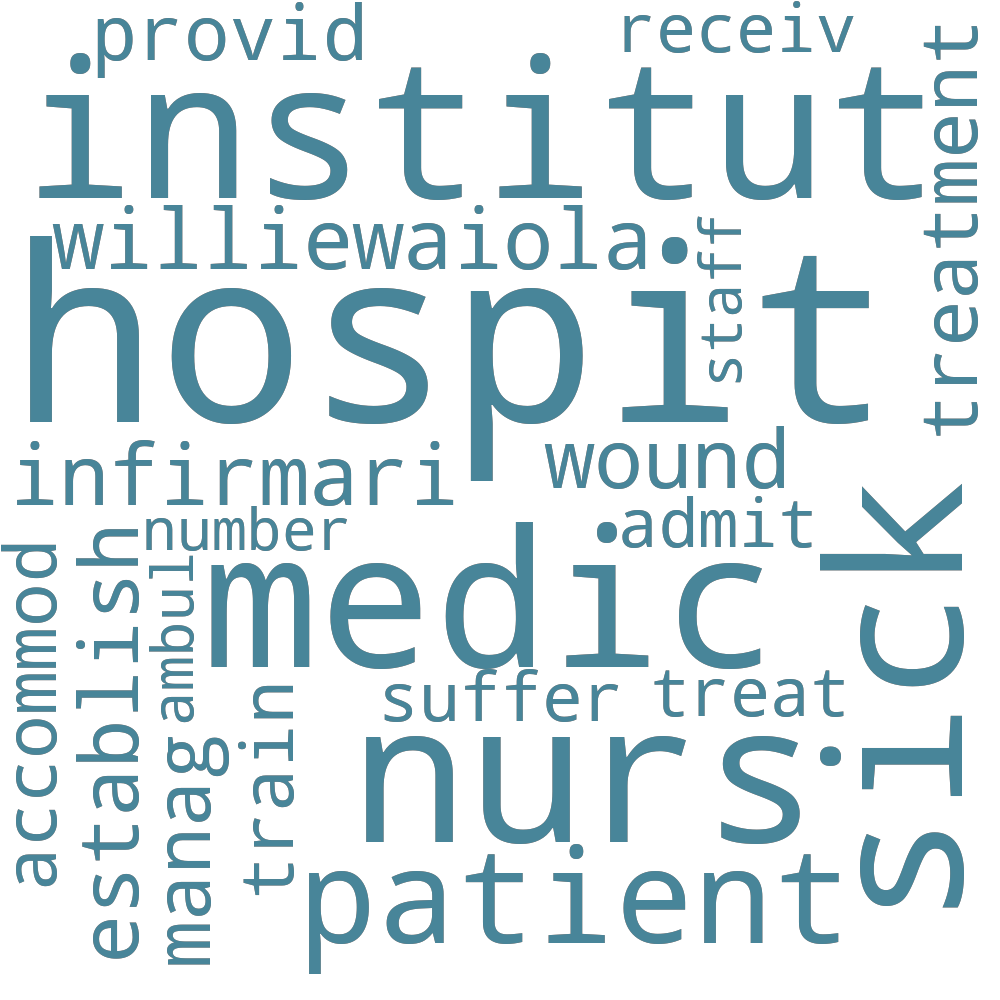 provid
receiv
institut
treatment
williewaiola
staff
hospit
infirmari
wound
number
admit
sick
accommod
establish
ambul
medic
suffer
treat
manag
train
nurs
patient